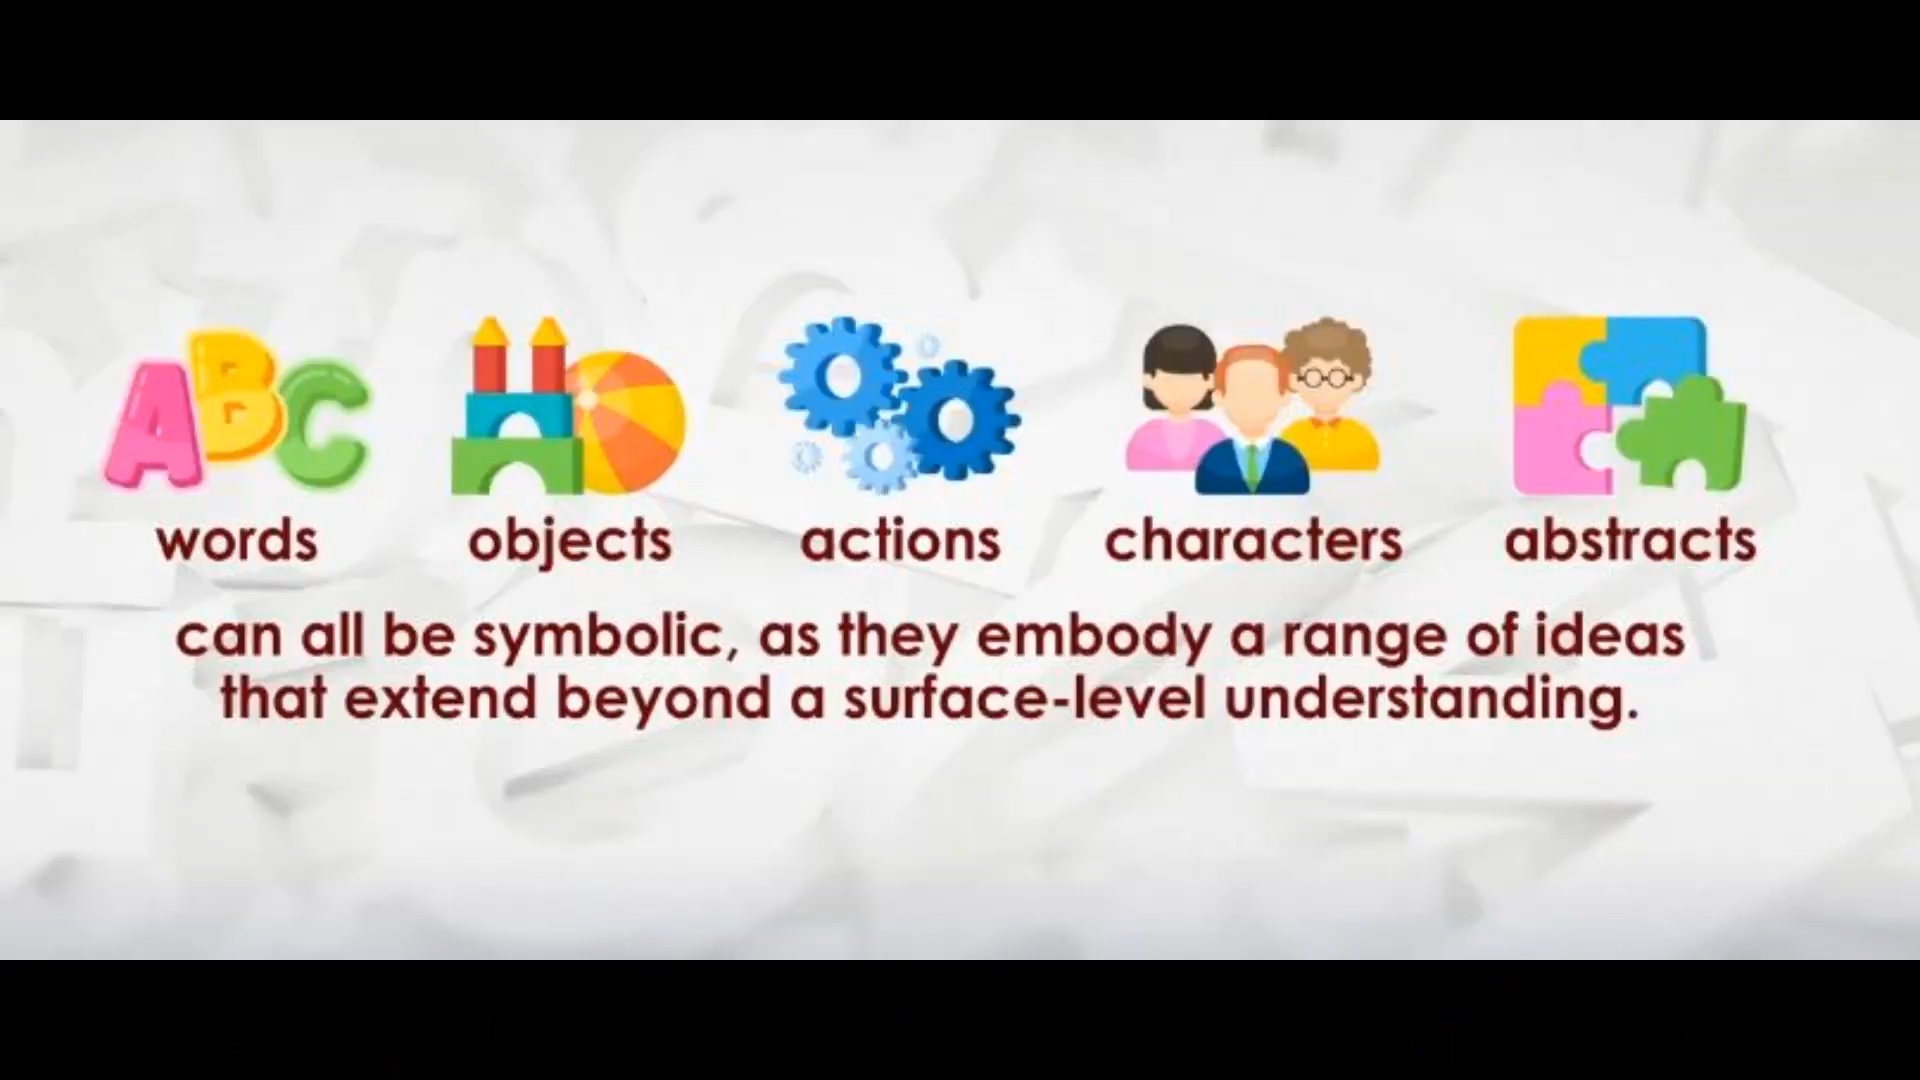 ABC
words objects actions characters abstracts
can all be symbolic, as they embody a range of ideas
that extend beyond a surface-level understanding.